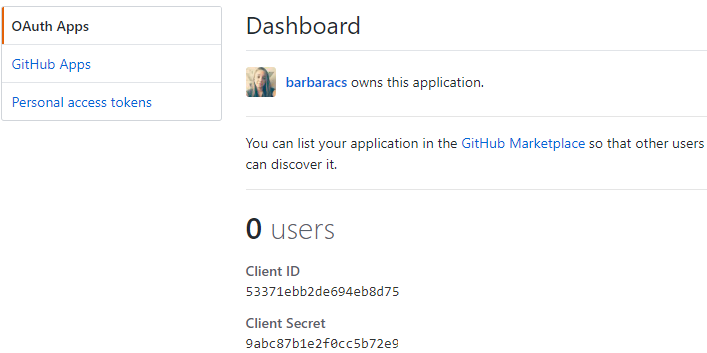 OAuth Apps
GitHub Apps
Personal access tokens
Dashboard
barbaracs owns this application.
You can list your application in the GitHub Marketplace so that other users
can discover it.
0 users
Client ID
53371ebb2de694eb8d75
Client Secret
9abc87b1e2f0cc5b72e9